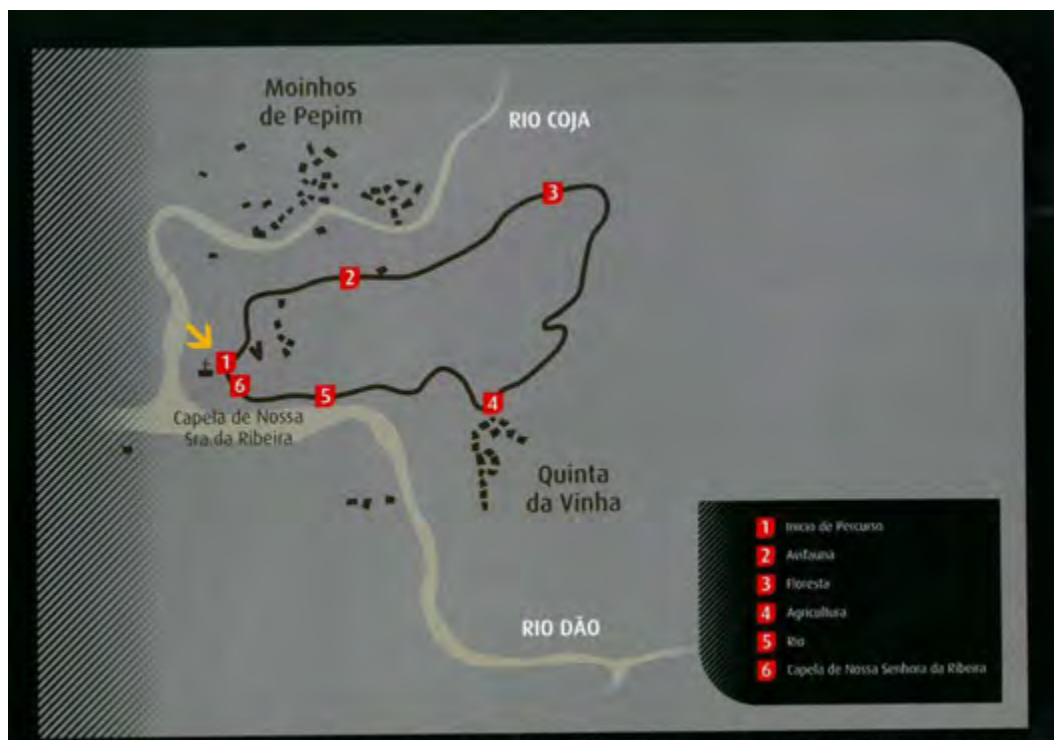 Moinhos
de Pepim
RIO COJA
3
2
1
6
5
4
Capela de Nossa
Sra.da Ribeira
Quinta
da Vinha
RIO DÃO
1 Início de Percurso
2 Avifauna
3 Floresta
4 Agricultura
5 Rio
6 Capela de Nossa Senhora da Ribeira